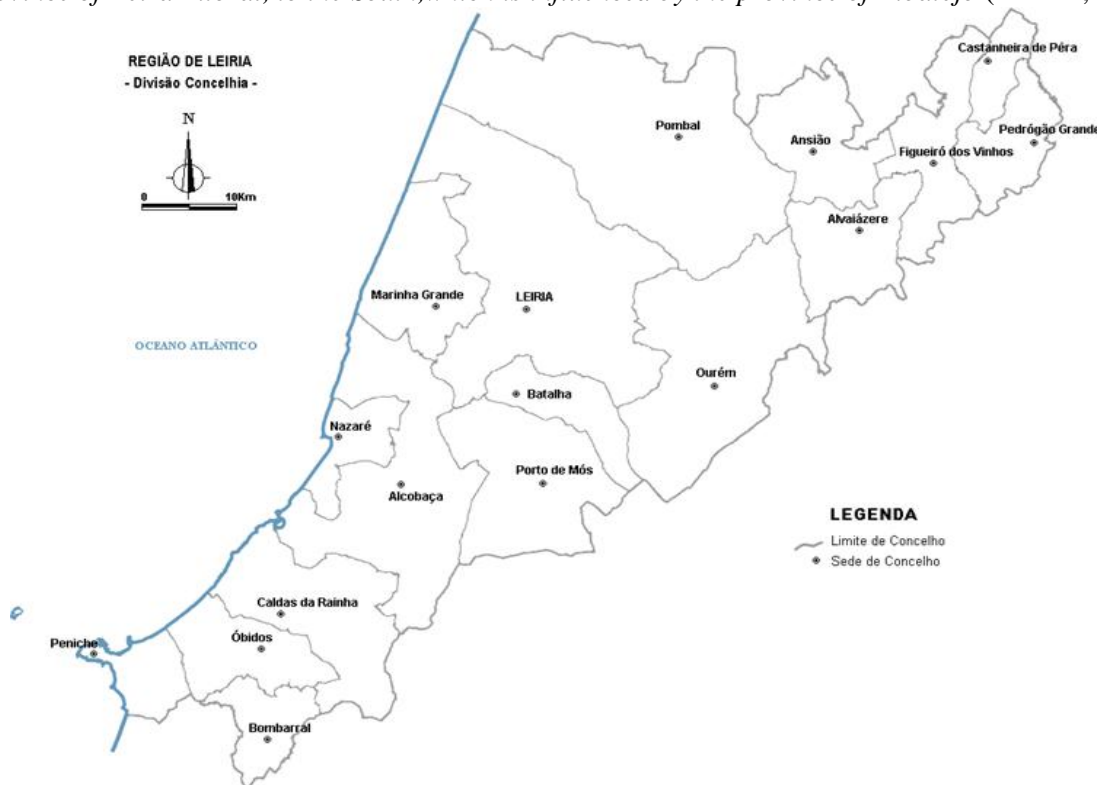 REGIÃO DE LEIRIA
- Divisão Concelhia -
N
0 10Km
OCEANO ATLÂNTICO
Castanheira de Péra
Pombal
Ansião
Pedrógão Grande
Figueiró dos Vinhos
Alvaiázere
Marinha Grande
LEIRIA
Ourém
Batalha
Nazaré
Porto de Mós
Alcobaça
LEGENDA
Limite de Concelho
Sede de Concelho
Caldas da Rainha
Óbidos
Peniche
Bombarral